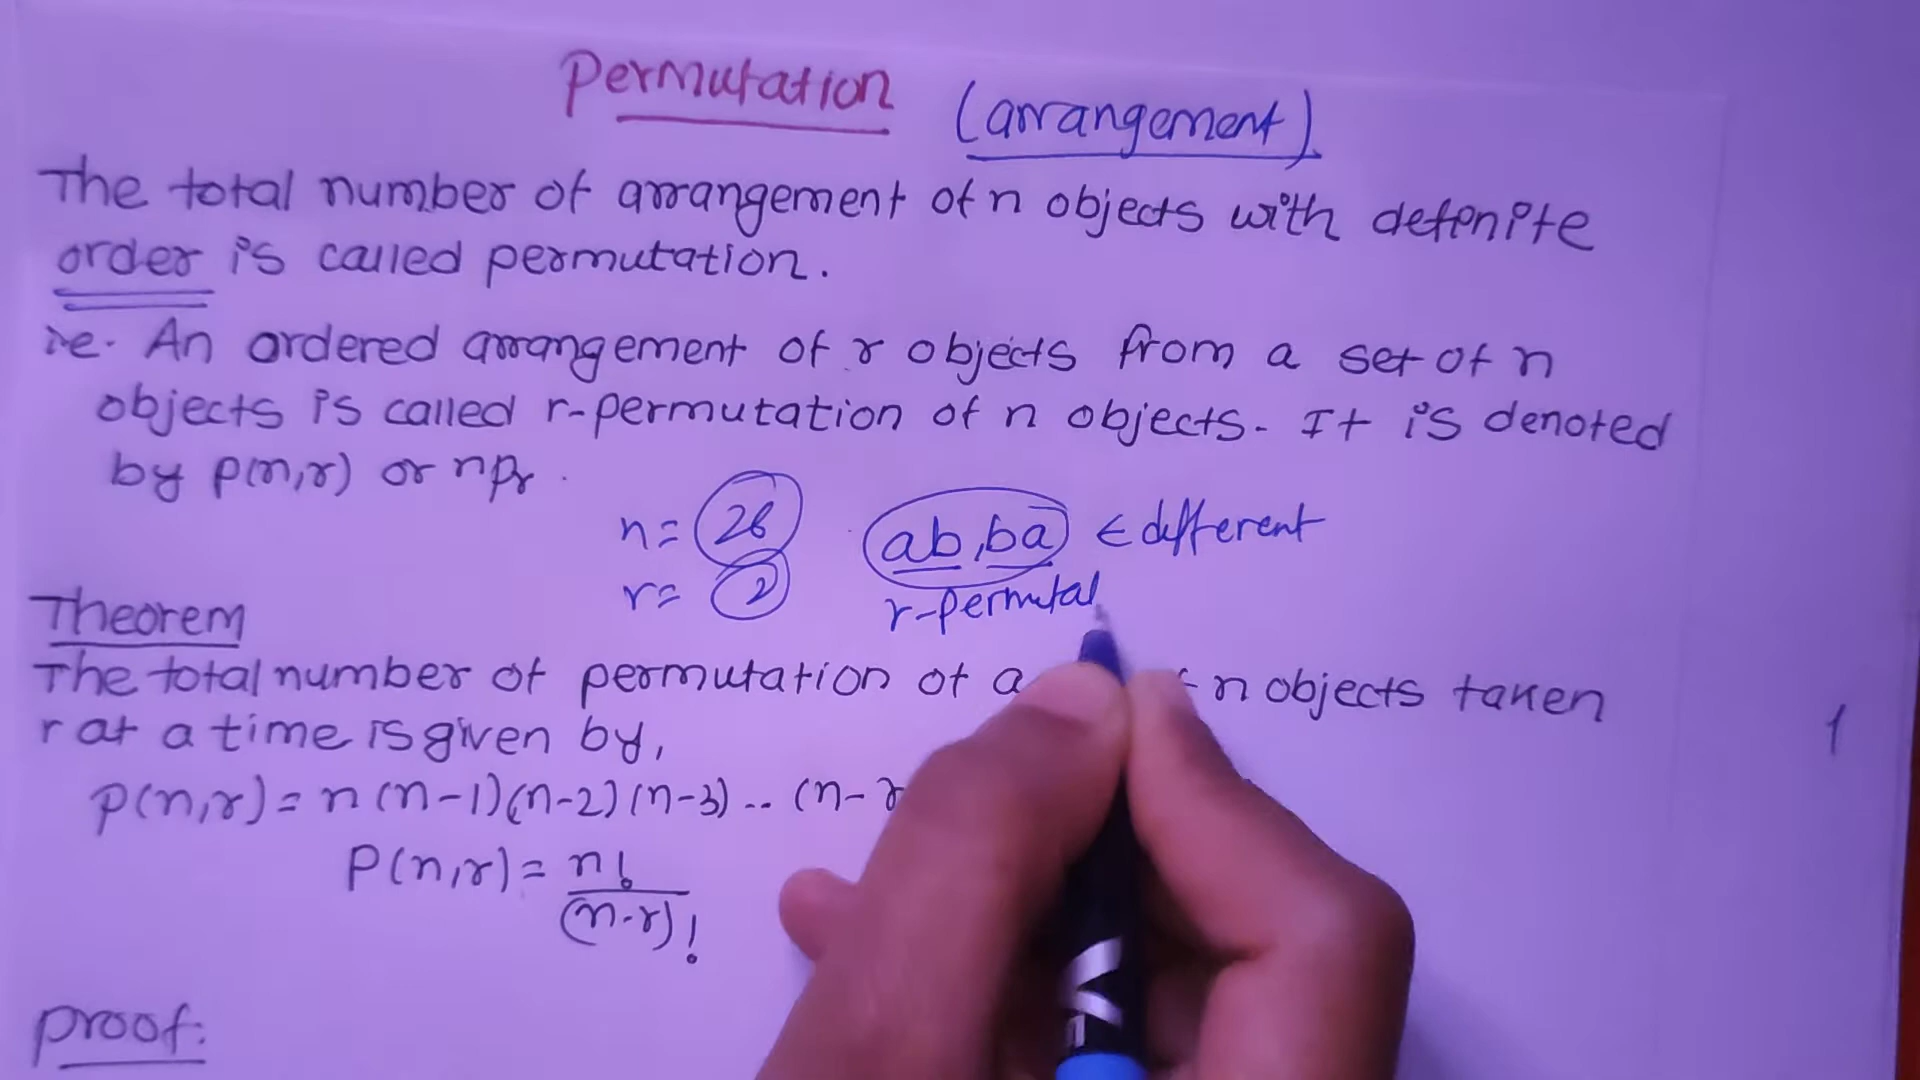 Permutation (arrangement)
The total number of arrangement of n objects with definite
order is called permutation.
i.e. An ordered arrangement of r objects from a set of n
objects is called r-permutation of n objects. It is denoted
by p(n,r) or npr.
n = 26 ab, ba ∈ different
r = 2 r-permutat
Theorem
The total number of permutation of a n objects taken
r at a time is given by,
p(n,r) = n(n-1)(n-2)(n-3)..(n-r
P(n,r) = n!
(n-r)!
1
proof: